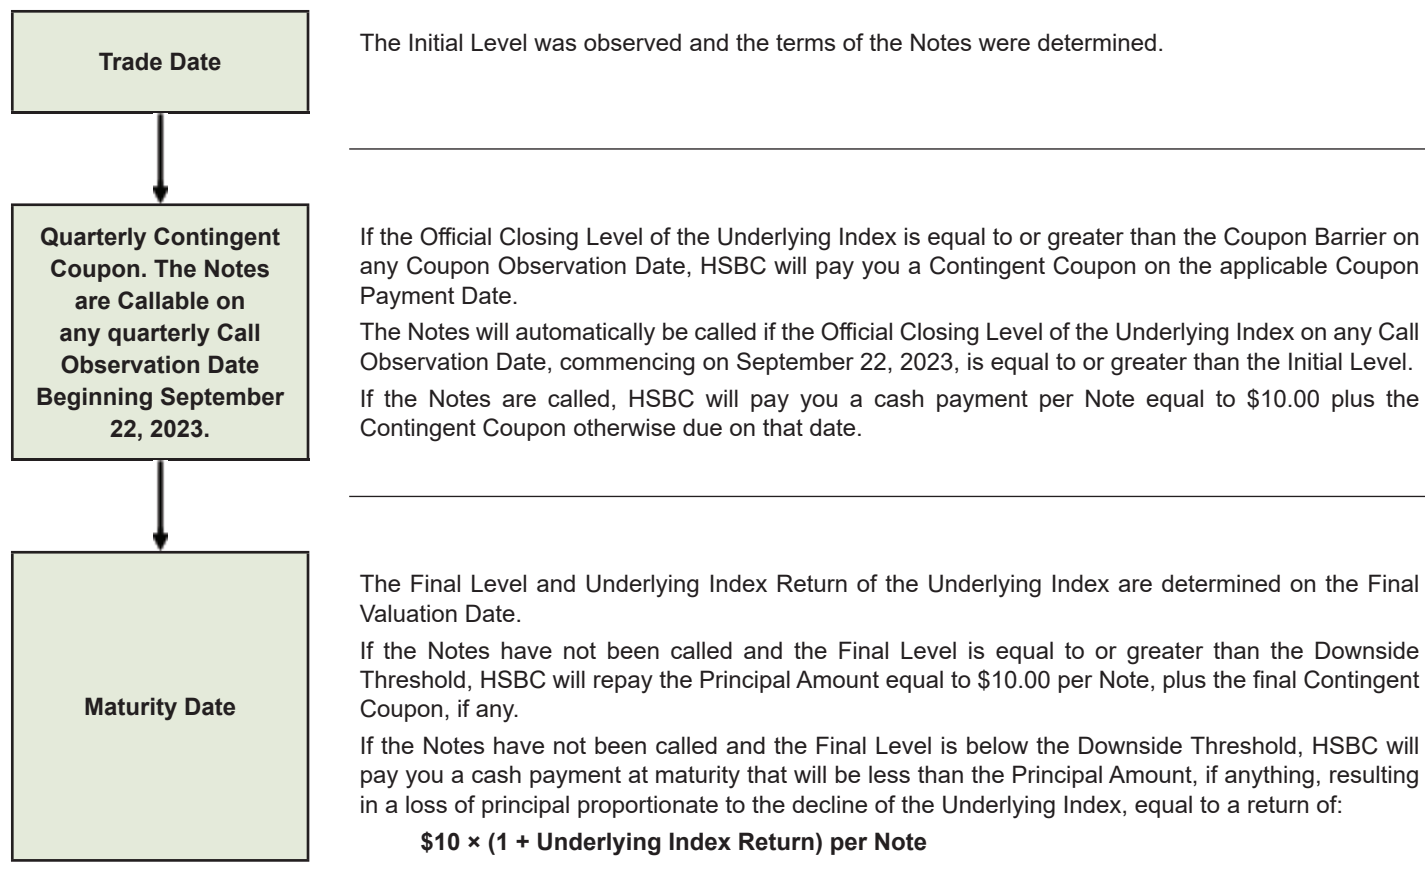 Trade Date
The Initial Level was observed and the terms of the Notes were determined.
Quarterly Contingent
Coupon. The Notes
are Callable on
any quarterly Call
Observation Date
Beginning September
22, 2023.
If the Official Closing Level of the Underlying Index is equal to or greater than the Coupon Barrier on
any Coupon Observation Date, HSBC will pay you a Contingent Coupon on the applicable Coupon
Payment Date.
The Notes will automatically be called if the Official Closing Level of the Underlying Index on any Call
Observation Date, commencing on September 22, 2023, is equal to or greater than the Initial Level.
If the Notes are called, HSBC will pay you a cash payment per Note equal to $10.00 plus the
Contingent Coupon otherwise due on that date.
Maturity Date
The Final Level and Underlying Index Return of the Underlying Index are determined on the Final
Valuation Date.
If the Notes have not been called and the Final Level is equal to or greater than the Downside
Threshold, HSBC will repay the Principal Amount equal to $10.00 per Note, plus the final Contingent
Coupon, if any.
If the Notes have not been called and the Final Level is below the Downside Threshold, HSBC will
pay you a cash payment at maturity that will be less than the Principal Amount, if anything, resulting
in a loss of principal proportionate to the decline of the Underlying Index, equal to a return of:
$10 × (1 + Underlying Index Return) per Note